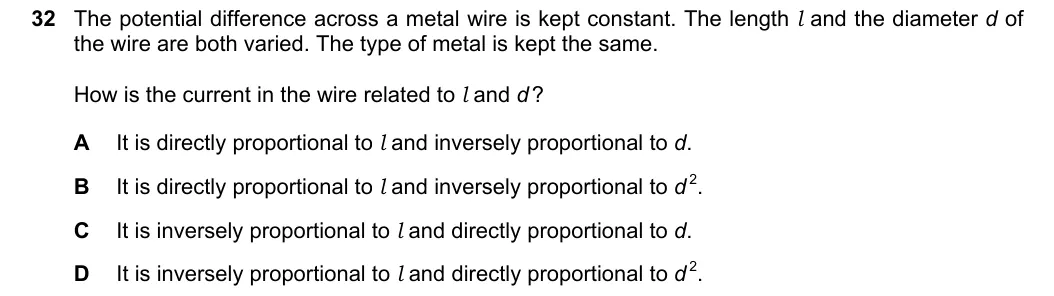 32 The potential difference across a metal wire is kept constant. The length l and the diameter d of
the wire are both varied. The type of metal is kept the same.
How is the current in the wire related to l and d?
A It is directly proportional to l and inversely proportional to d.
B It is directly proportional to l and inversely proportional to d².
C It is inversely proportional to l and directly proportional to d.
D It is inversely proportional to l and directly proportional to d².